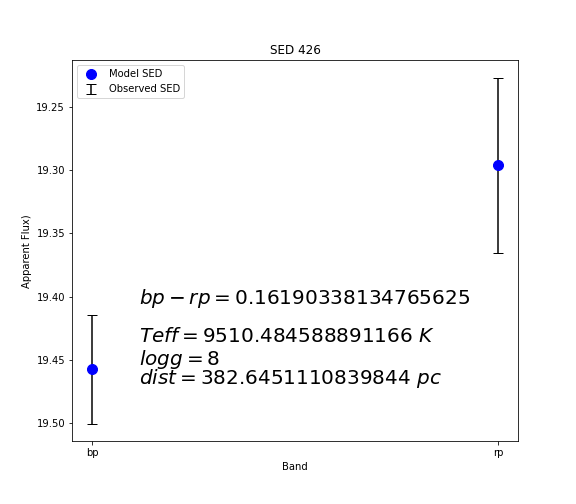 SED 426
Model SED
Observed SED
19.25
19.30
19.35
19.40
19.45
19.50
Apparent Flux)
bp − rp = 0.16190338134765625
Teff = 9510.484588891166 K
logg = 8
dist = 382.6451110839844 pc
bp
rp
Band